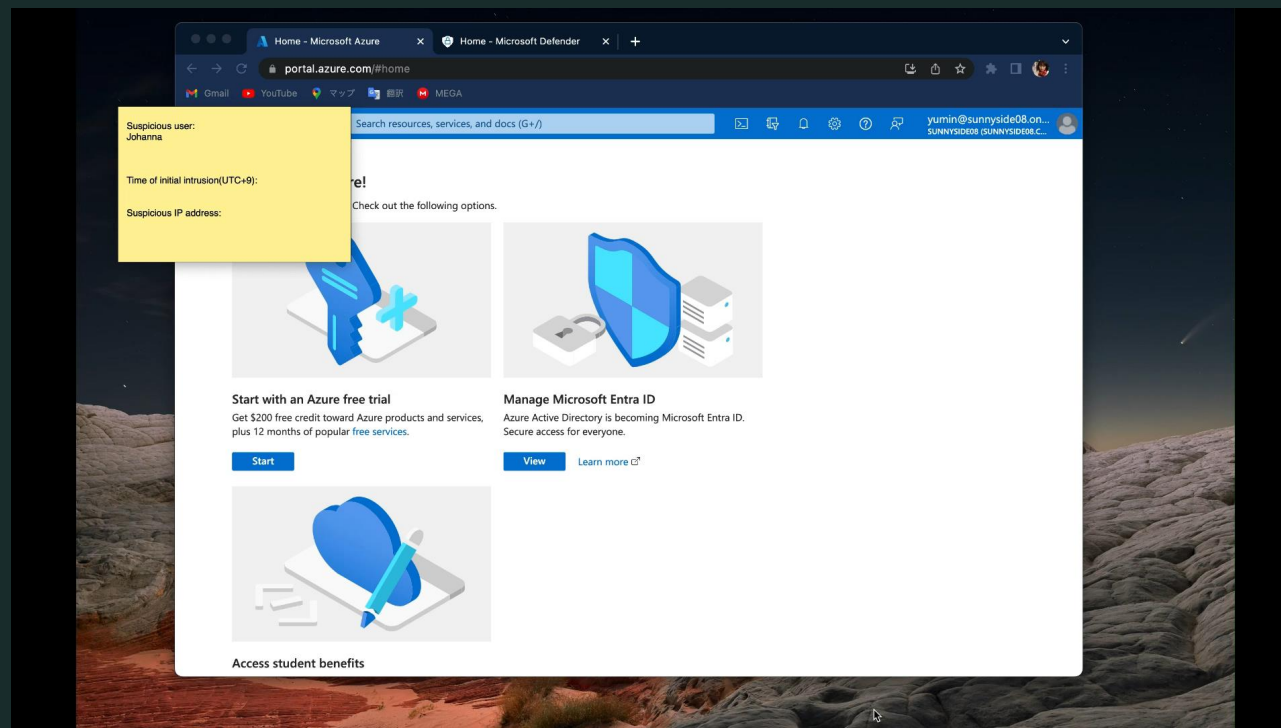 Home - Microsoft Azure
Home - Microsoft Defender
portal.azure.com/#home
Gmail YouTube マップ 翻訳 MEGA
Suspicious user:
Johanna
Time of initial intrusion(UTC+9):
Suspicious IP address:
Search resources, services, and docs (G+/)
yumin@sunnyside08.on...
SUNNYSIDE08 (SUNNYSIDE08.C...
re!
Check out the following options.
Start with an Azure free trial
Get $200 free credit toward Azure products and services,
plus 12 months of popular free services.
Start
Manage Microsoft Entra ID
Azure Active Directory is becoming Microsoft Entra ID.
Secure access for everyone.
View Learn more
Access student benefits